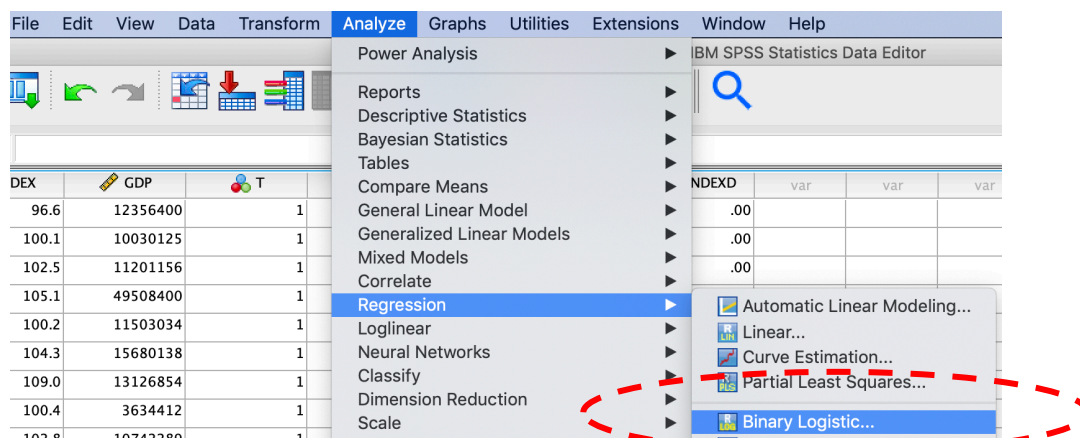 File Edit View Data Transform Analyze Graphs Utilities Extensions Window Help
Power Analysis
IBM SPSS Statistics Data Editor
Reports
Descriptive Statistics
Bayesian Statistics
Tables
DEX GDP T NDEXD var var var
Compare Means
96.6 12356400 1 General Linear Model .00
100.1 10030125 1 Generalized Linear Models .00
Mixed Models
102.5 11201156 1 .00
Correlate
105.1 49508400 1 Regression Automatic Linear Modeling...
100.2 11503034 1 Loglinear Linear...
104.3 15680138 1 Neural Networks Curve Estimation...
109.0 13126854 1 Classify Partial Least Squares...
Dimension Reduction
100.4 3634412 1
Scale Binary Logistic...